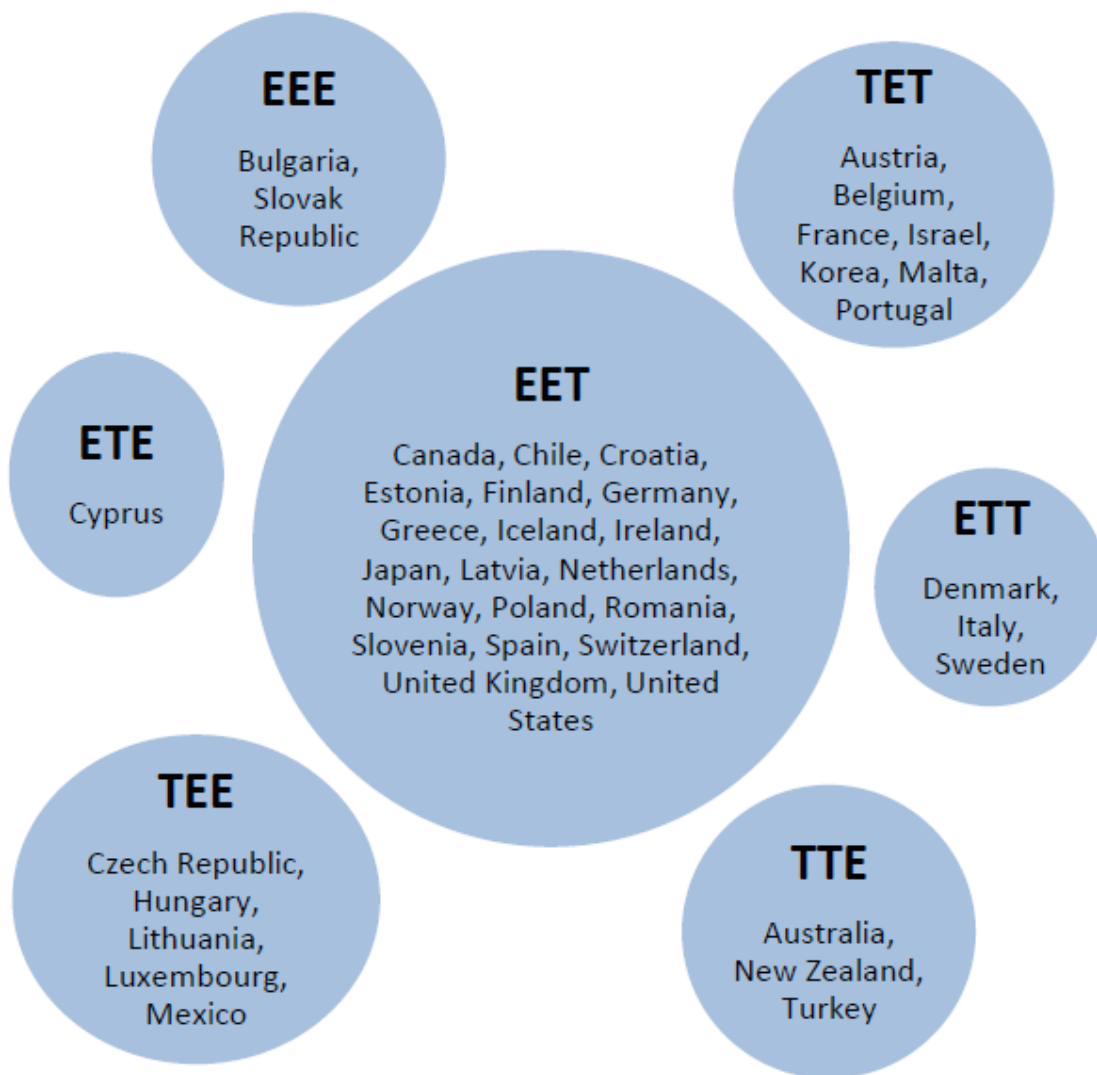 EEE
Bulgaria,
Slovak
Republic
TET
Austria,
Belgium,
France, Israel,
Korea, Malta,
Portugal
EET
Canada, Chile, Croatia,
Estonia, Finland, Germany,
Greece, Iceland, Ireland,
Japan, Latvia, Netherlands,
Norway, Poland, Romania,
Slovenia, Spain, Switzerland,
United Kingdom, United
States
ETE
Cyprus
ETT
Denmark,
Italy,
Sweden
TEE
Czech Republic,
Hungary,
Lithuania,
Luxembourg,
Mexico
TTE
Australia,
New Zealand,
Turkey